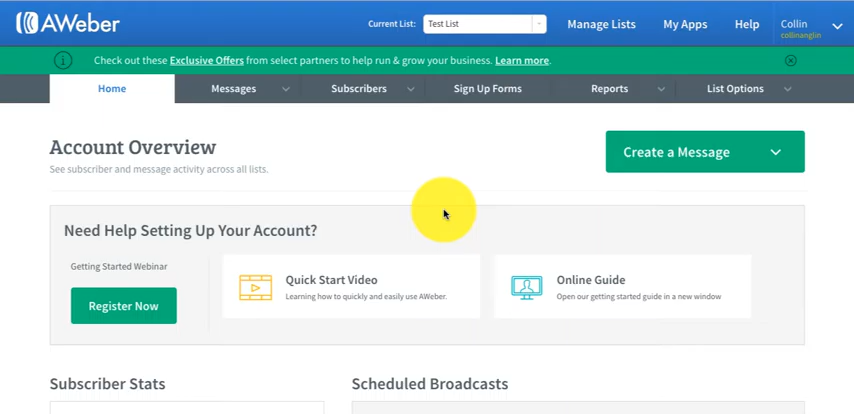 AWeber
Current List:
Test List
Manage Lists
My Apps
Help
Collin
collinanglin
Check out these Exclusive Offers from select partners to help run & grow your business. Learn more.
Home
Messages
Subscribers
Sign Up Forms
Reports
List Options
Account Overview
See subscriber and message activity across all lists.
Create a Message
Need Help Setting Up Your Account?
Getting Started Webinar
Register Now
Quick Start Video
Learning how to quickly and easily use AWeber.
Online Guide
Open our getting started guide in a new window
Subscriber Stats
Scheduled Broadcasts